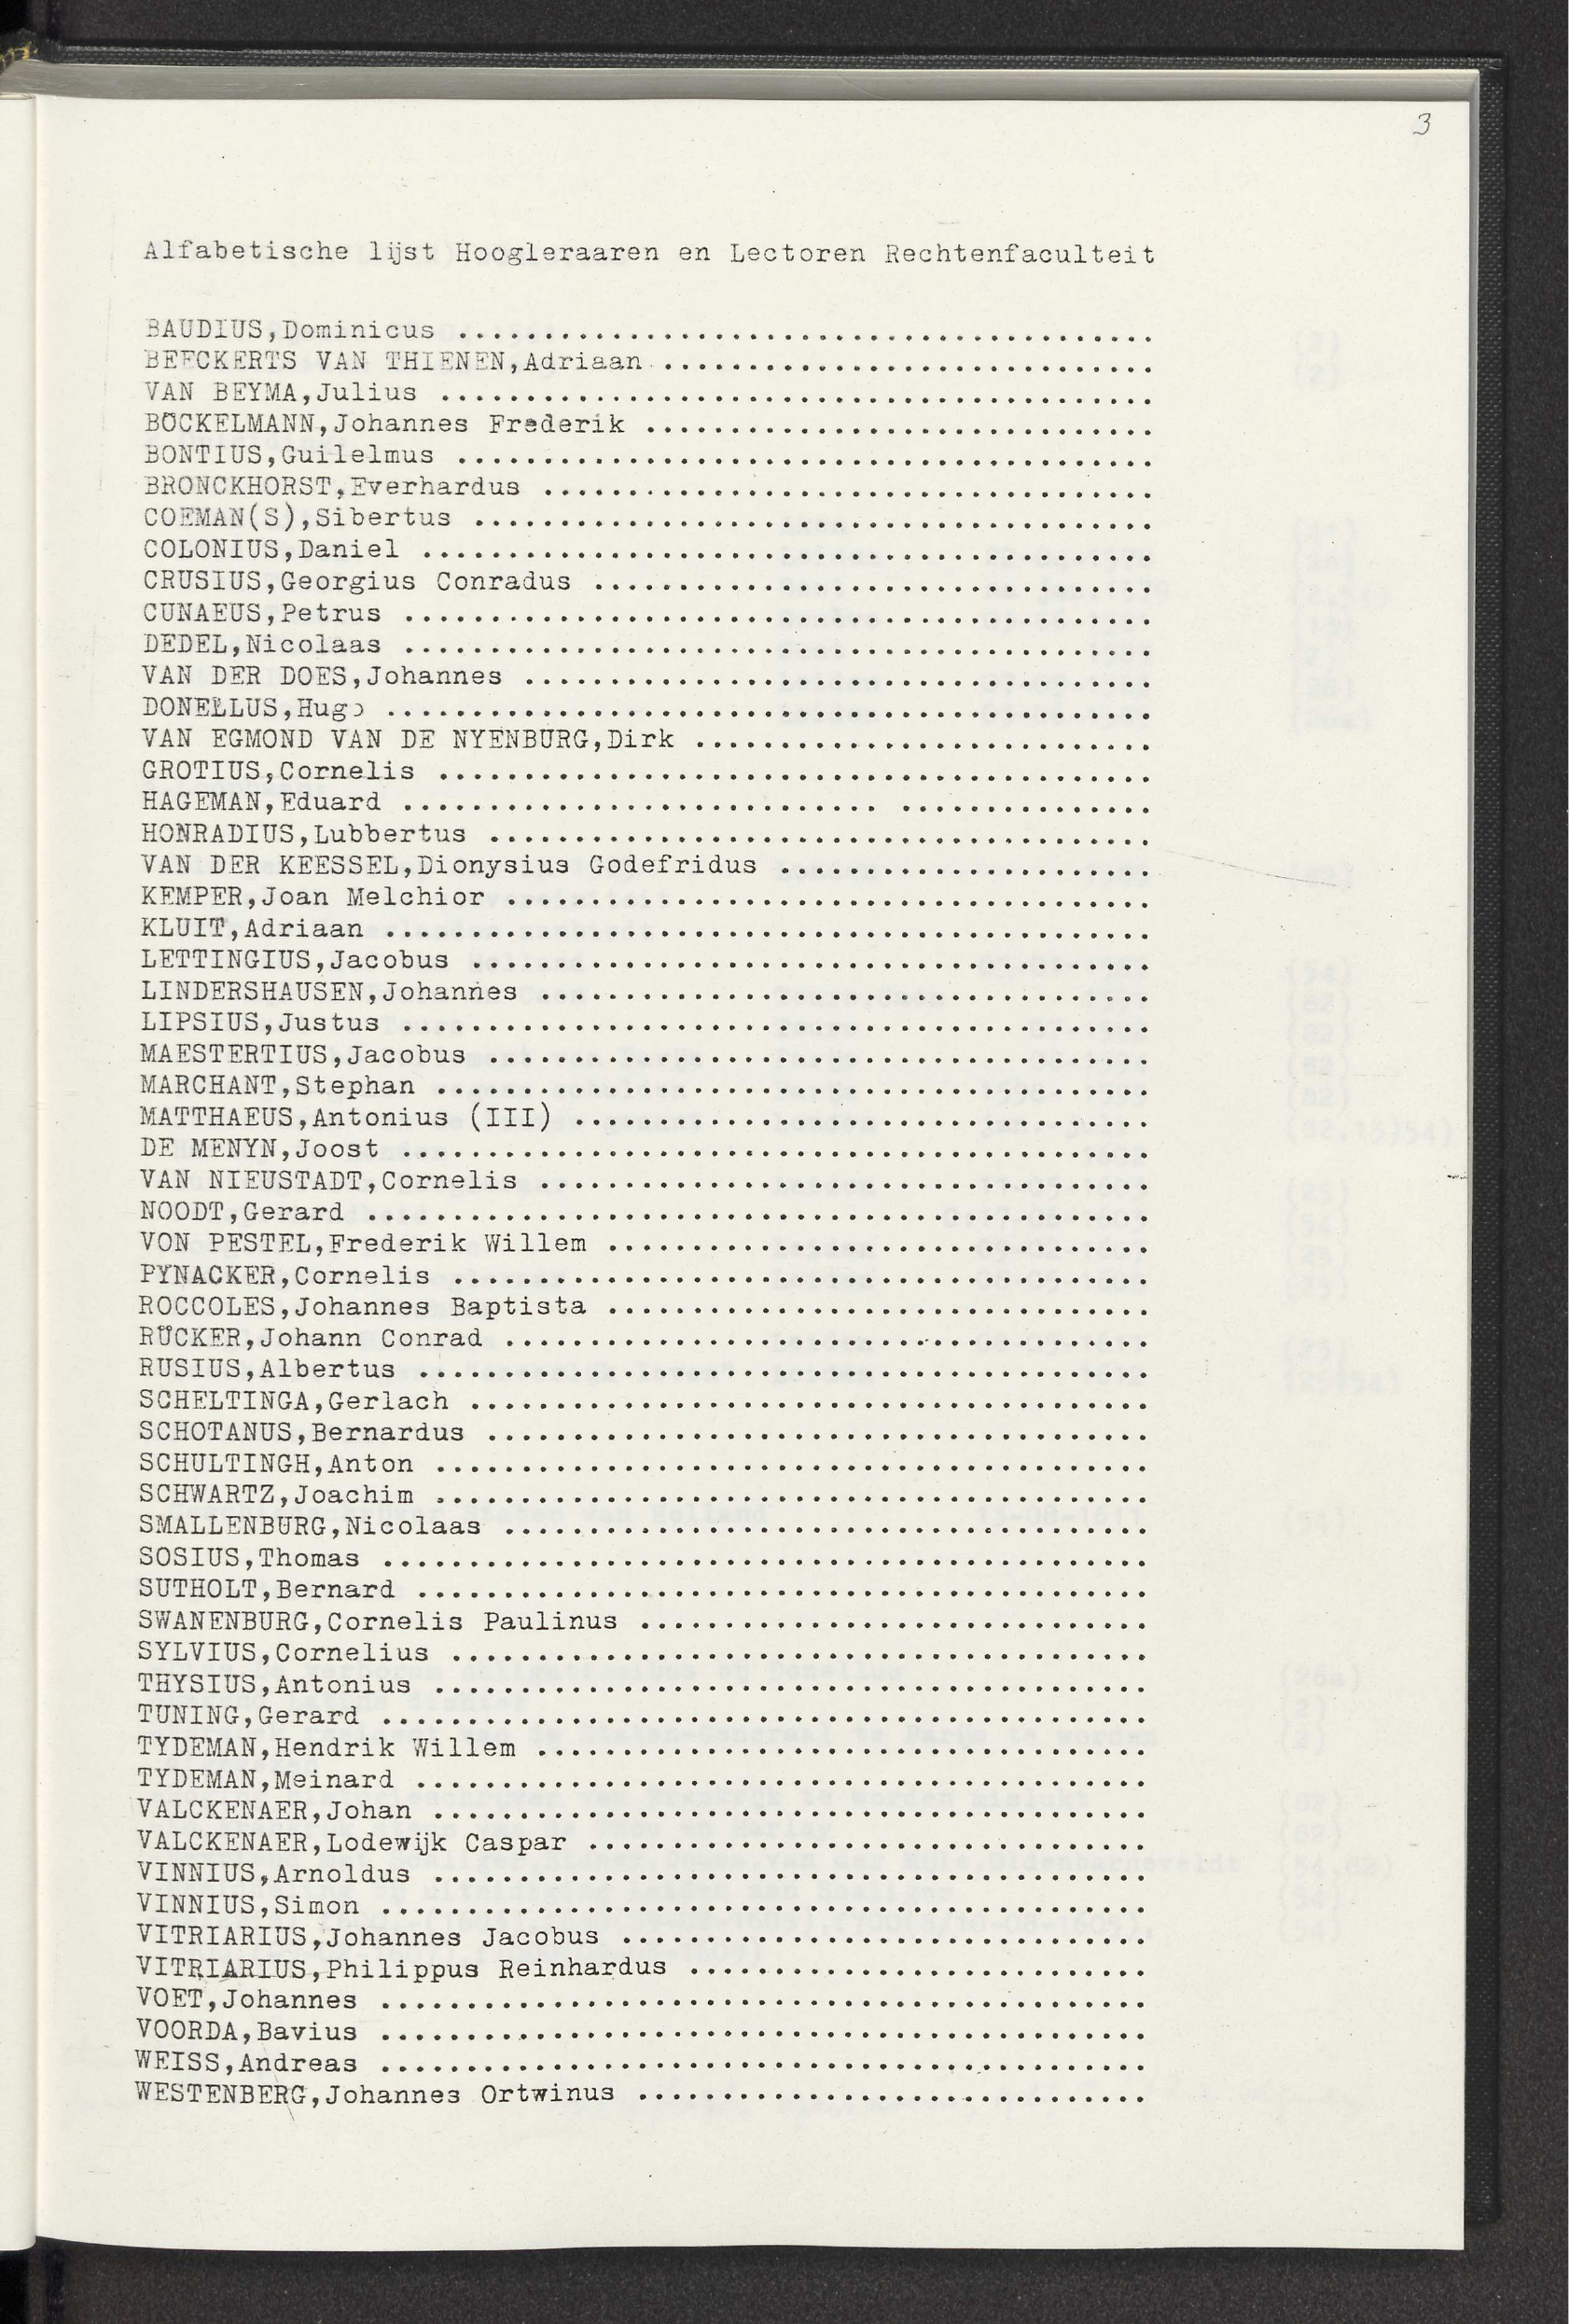 3
Alfabetische lijst Hoogleraaren en Lectoren Rechtenfaculteit
BAUDIUS,Dominicus .........................................
BEECKERTS VAN THIENEN,Adriaan .............................
VAN BEYMA,Julius ..........................................
BÖCKELMANN,Johannes Frederik ..............................
BONTIUS,Guilelmus .........................................
BRONCKHORST,Everhardus ....................................
COEMAN(S),Sibertus ........................................
COLONIUS,Daniel ...........................................
CRUSIUS,Georgius Conradus .................................
CUNAEUS,Petrus ............................................
DEDEL,Nicolaas ............................................
VAN DER DOES,Johannes .....................................
DONELLUS,Hugo .............................................
VAN EGMOND VAN DE NYENBURG,Dirk ...........................
GROTIUS,Cornelis ..........................................
HAGEMAN,Eduard ............................ ...............
HONRADIUS,Lubbertus .......................................
VAN DER KEESSEL,Dionysius Godefridus ......................
KEMPER,Joan Melchior ......................................
KLUIT,Adriaan .............................................
LETTINGIUS,Jacobus ........................................
LINDERSHAUSEN,Johannes ....................................
LIPSIUS,Justus ............................................
MAESTERTIUS,Jacobus .......................................
MARCHANT,Stephan ..........................................
MATTHAEUS,Antonius (III) ..................................
DE MENYN,Joost ............................................
VAN NIEUSTADT,Cornelis ....................................
NOODT,Gerard ..............................................
VON PESTEL,Frederik Willem ................................
PYNACKER,Cornelis .........................................
ROCCOLES,Johannes Baptista ................................
RÜCKER,Johann Conrad ......................................
RUSIUS,Albertus ...........................................
SCHELTINGA,Gerlach ........................................
SCHOTANUS,Bernardus .......................................
SCHULTINGH,Anton ..........................................
SCHWARTZ,Joachim ..........................................
SMALLENBURG,Nicolaas ......................................
SOSIUS,Thomas .............................................
SUTHOLT,Bernard ...........................................
SWANENBURG,Cornelis Paulinus ..............................
SYLVIUS,Cornelius .........................................
THYSIUS,Antonius ..........................................
TUNING,Gerard .............................................
TYDEMAN,Hendrik Willem ....................................
TYDEMAN,Meinard ...........................................
VALCKENAER,Johan ..........................................
VALCKENAER,Lodewijk Caspar .................................
VINNIUS,Arnoldus ..........................................
VINNIUS,Simon .............................................
VITRIARIUS,Johannes Jacobus ...............................
VITRIARIUS,Philippus Reinhardus ...........................
VOET,Johannes .............................................
VOORDA,Bavius .............................................
WEISS,Andreas .............................................
WESTENBERG,Johannes Ortwinus ..............................